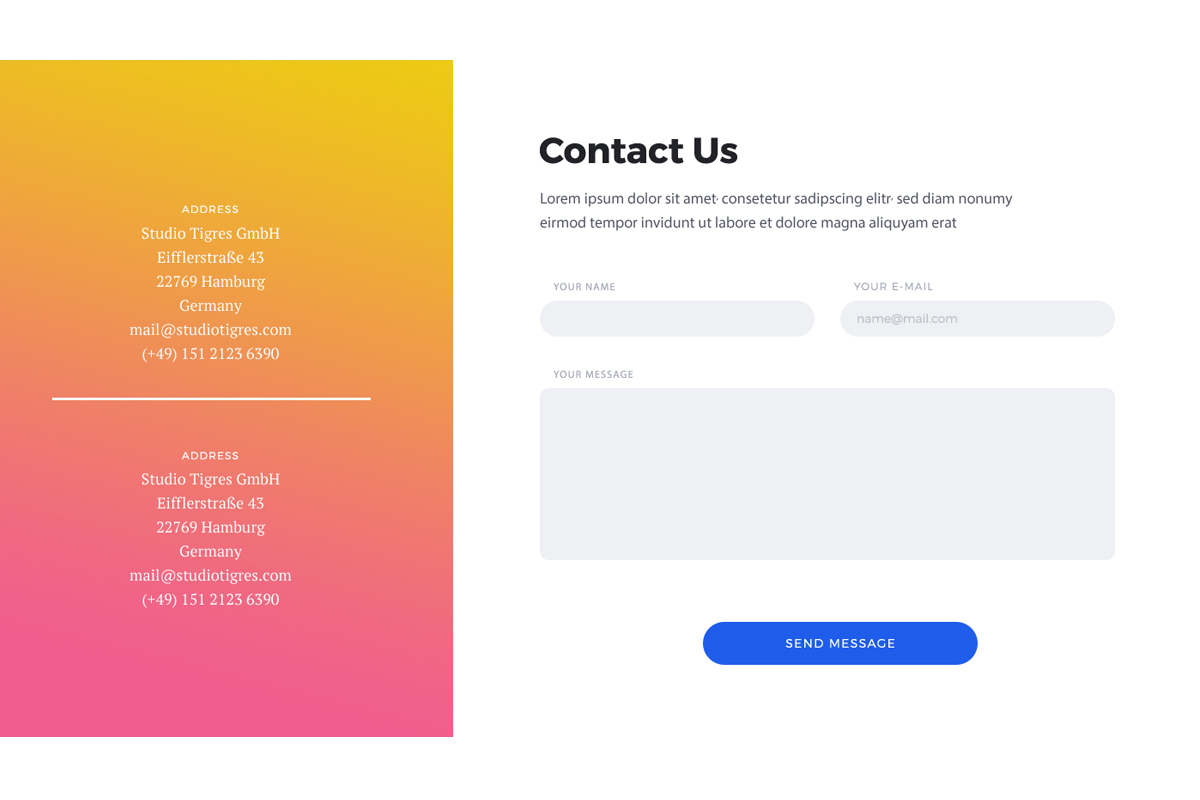 ADDRESS
Studio Tigres GmbH
Eifflerstraße 43
22769 Hamburg
Germany
mail@studiotigres.com
(+49) 151 2123 6390
ADDRESS
Studio Tigres GmbH
Eifflerstraße 43
22769 Hamburg
Germany
mail@studiotigres.com
(+49) 151 2123 6390
Contact Us
Lorem ipsum dolor sit amet, consetetur sadipscing elitr, sed diam nonumy
eirmod tempor invidunt ut labore et dolore magna aliquyam erat
YOUR NAME
YOUR E-MAIL
name@mail.com
YOUR MESSAGE
SEND MESSAGE